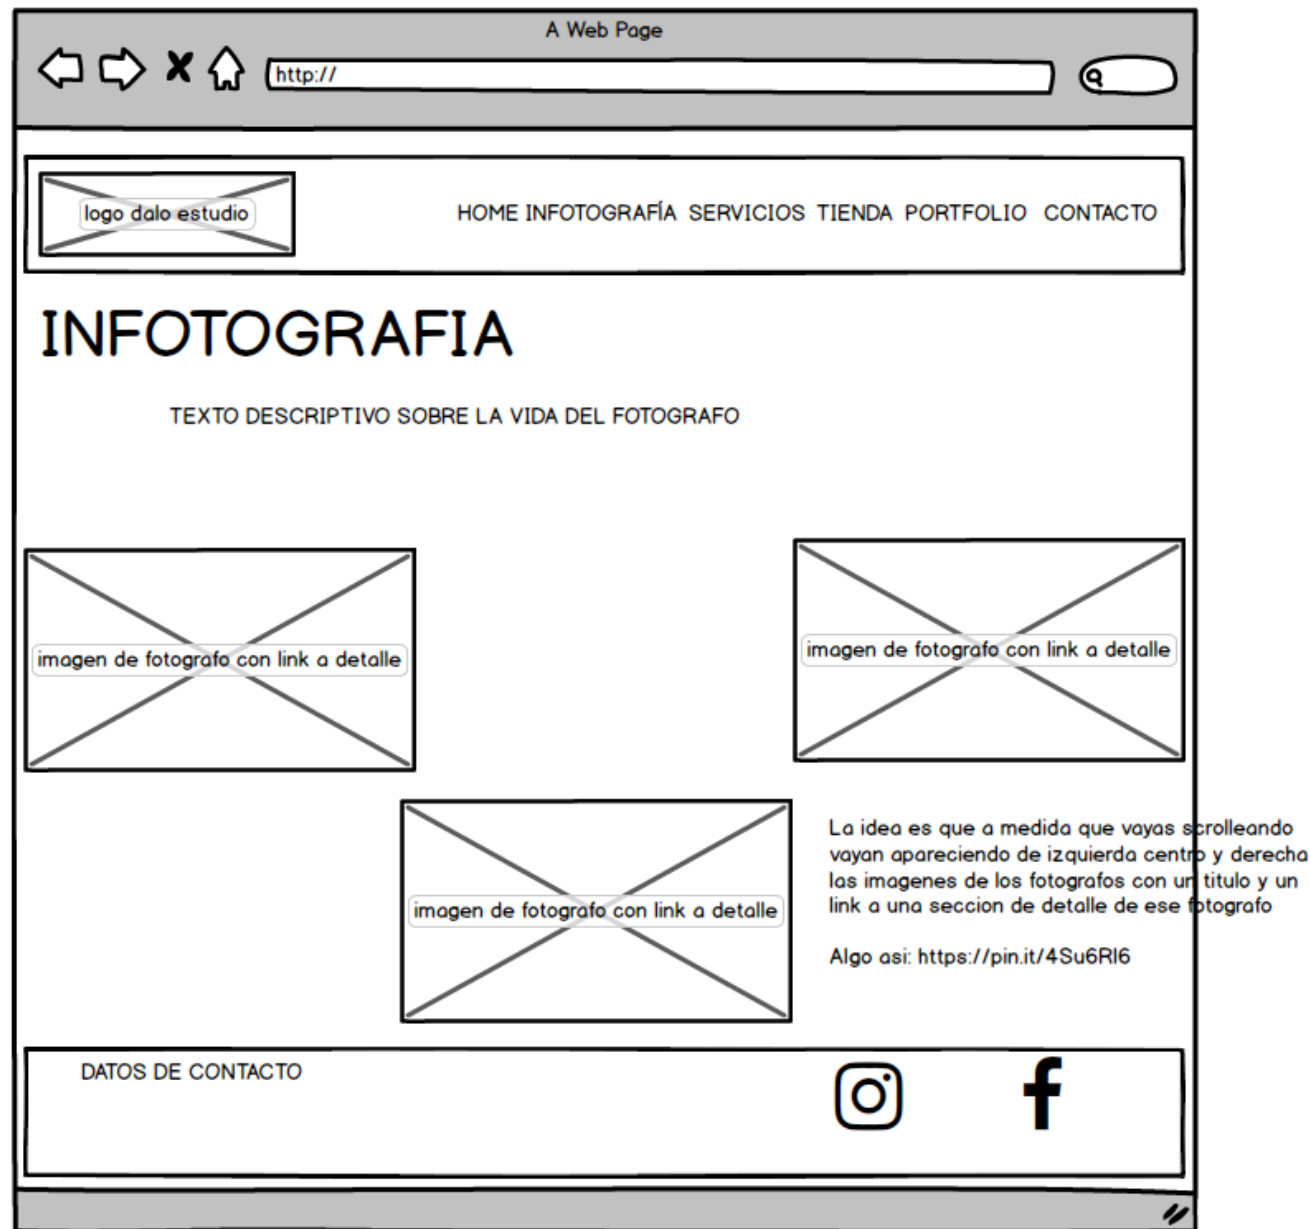 A Web Page
http://
logo dalo estudio
HOME INFOTOGRAFÍA SERVICIOS TIENDA PORTFOLIO CONTACTO
INFOTOGRAFIA
TEXTO DESCRIPTIVO SOBRE LA VIDA DEL FOTOGRAFO
imagen de fotografo con link a detalle
imagen de fotografo con link a detalle
imagen de fotografo con link a detalle
La idea es que a medida que vayas scrolleando
vayan apareciendo de izquierda centro y derecha
las imagenes de los fotografos con un titulo y un
link a una seccion de detalle de ese fotografo
Algo asi: https://pin.it/4Su6RI6
DATOS DE CONTACTO